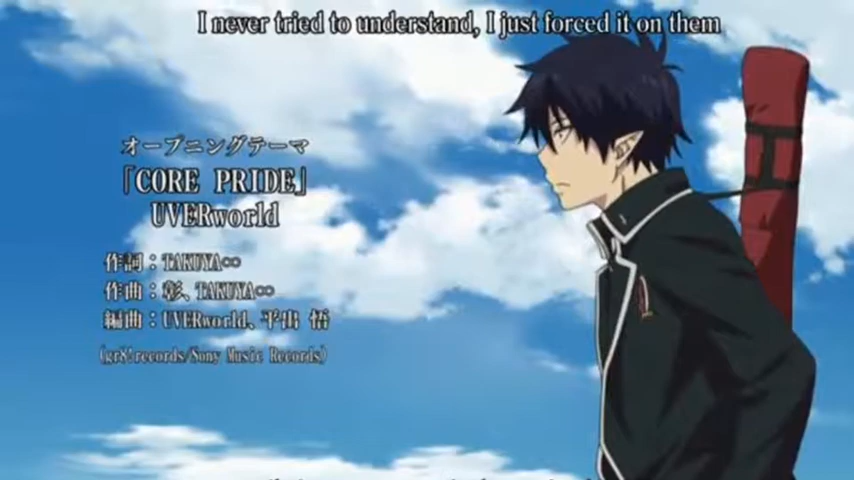 I never tried to understand, I just forced it on them
オープニングテーマ
「CORE PRIDE」
UVERworld
作詞：TAKUYA∞
作曲：彰、TAKUYA∞
編曲：UVERworld、平出 悟
(gr8!records/Sony Music Records)